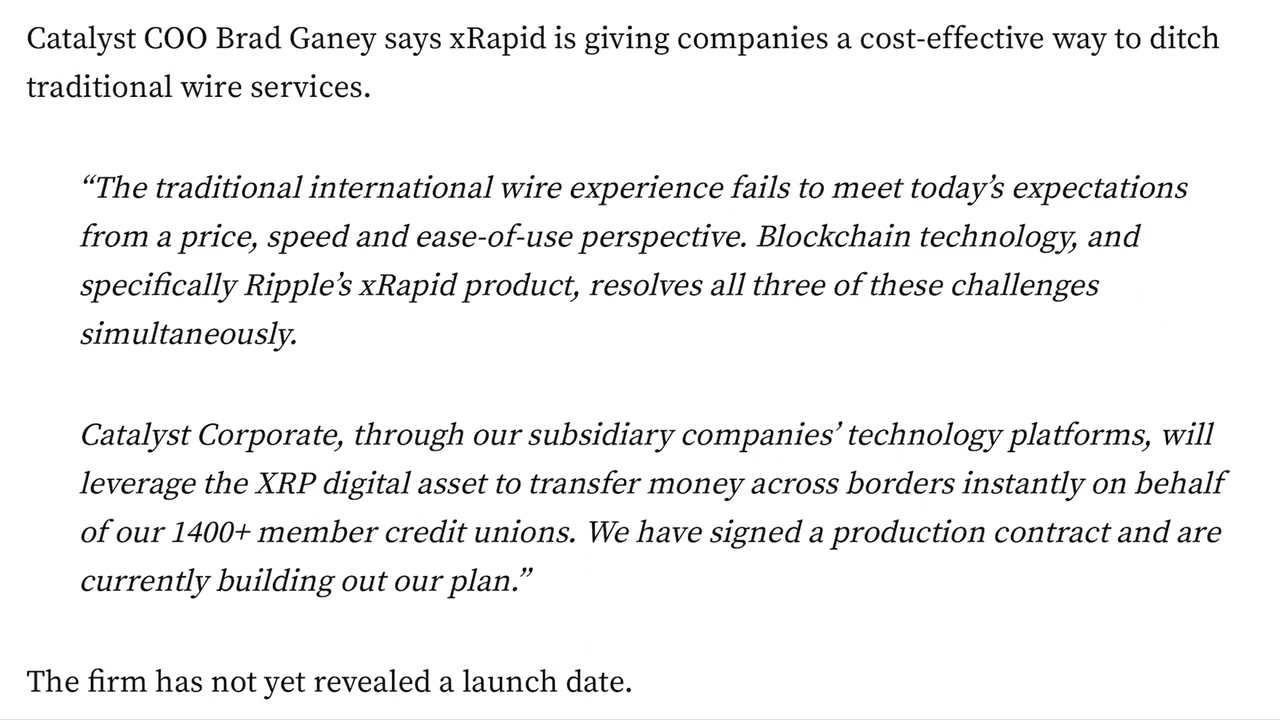 Catalyst COO Brad Ganey says xRapid is giving companies a cost-effective way to ditch
traditional wire services.
“The traditional international wire experience fails to meet today’s expectations
from a price, speed and ease-of-use perspective. Blockchain technology, and
specifically Ripple’s xRapid product, resolves all three of these challenges
simultaneously.
Catalyst Corporate, through our subsidiary companies’ technology platforms, will
leverage the XRP digital asset to transfer money across borders instantly on behalf
of our 1400+ member credit unions. We have signed a production contract and are
currently building out our plan.”
The firm has not yet revealed a launch date.